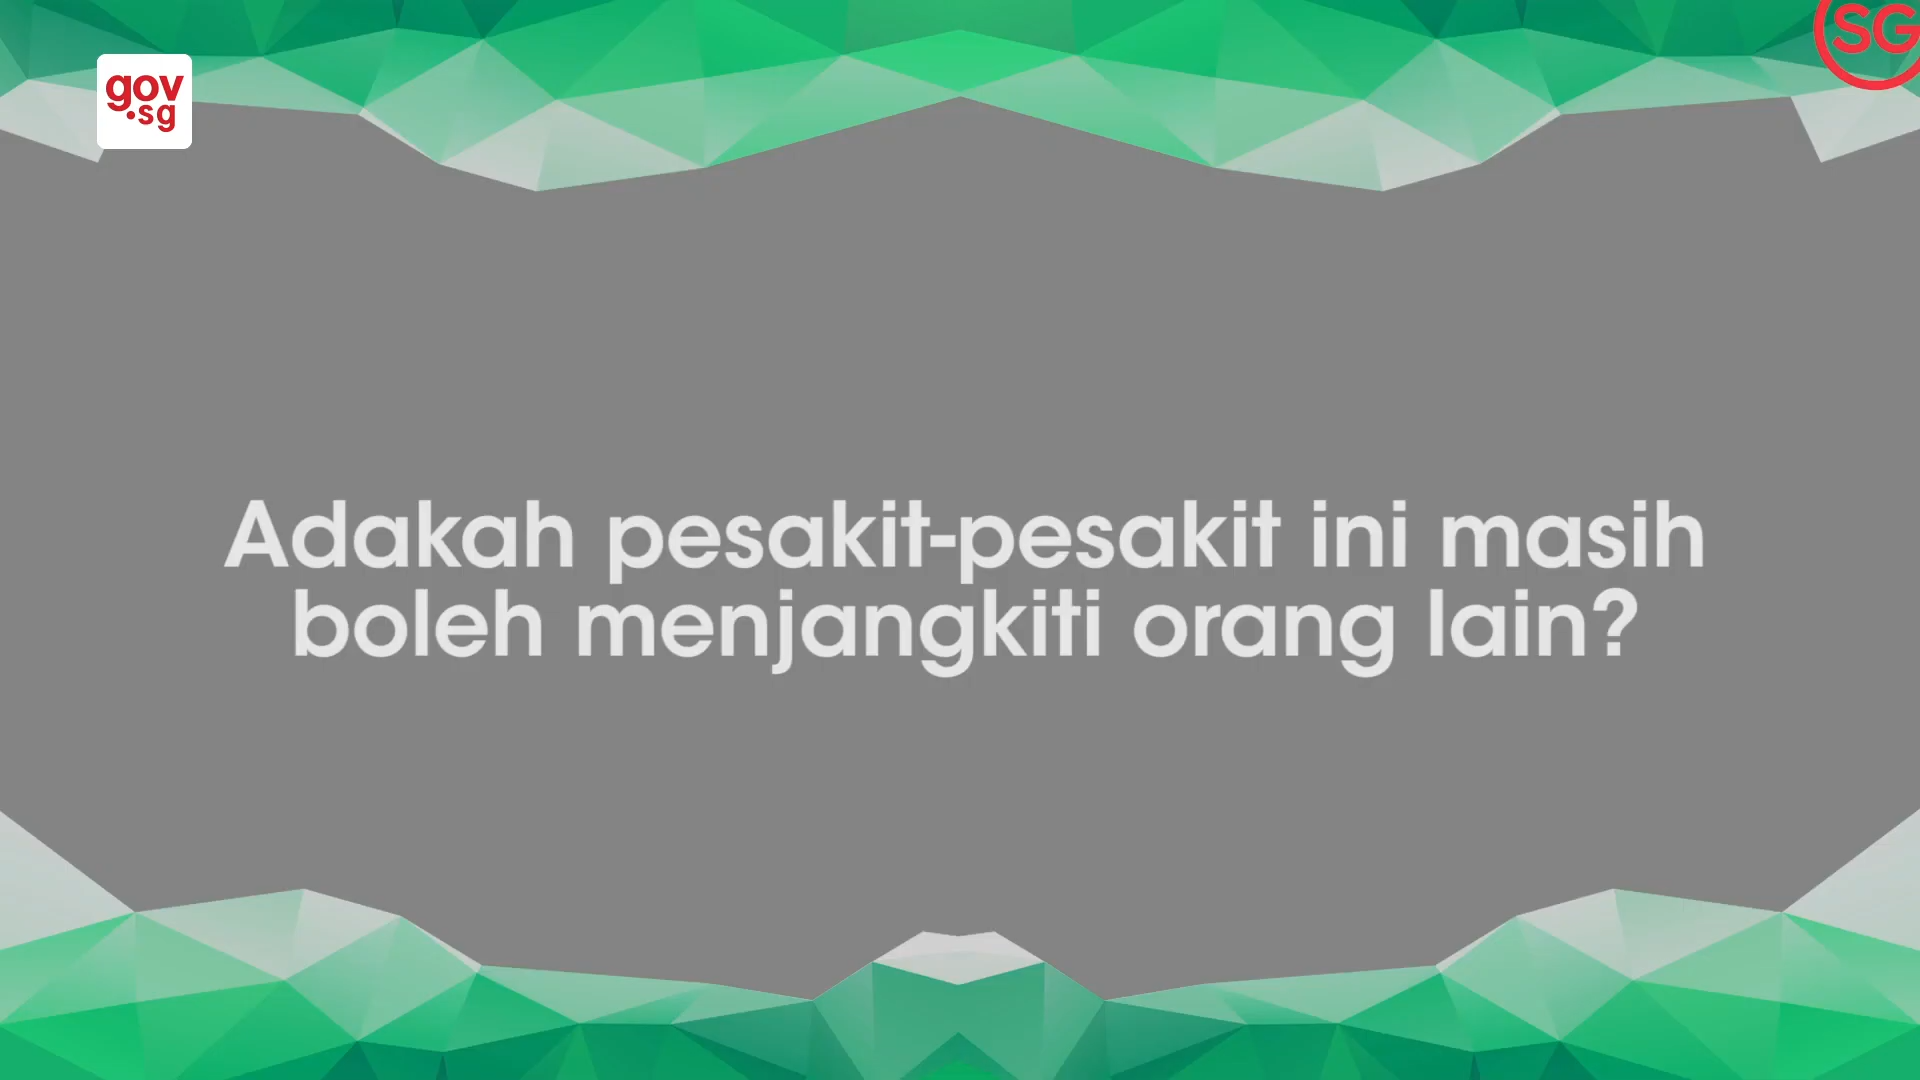 gov
.sg
SG
Adakah pesakit-pesakit ini masih
boleh menjangkiti orang lain?